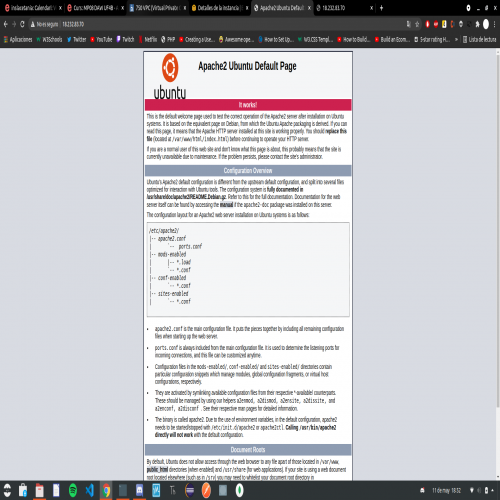 Instacelania: Calendari
Curs: MP08 DAW UF4B -
750 VPC | Virtual Private
Detalles de la instancia |
Apache2 Ubuntu Default
18.232.83.70
No es seguro | 18.232.83.70
Aplicaciones W3Schools Twitter YouTube Twitch Netflix PHP Creating a Use... Awesome ope... How to Set Up... WLCSS Templ... How to Build... Build an Ecom... 5-star rating H... » Lista de lectura
Apache2 Ubuntu Default Page
ubuntu
It works!
This is the default welcome page used to test the correct operation of the Apache2 server after installation on Ubuntu
systems. It is based on the equivalent page on Debian, from which the Ubuntu Apache packaging is derived. If you can
read this page, it means that the Apache HTTP server installed at this site is working properly. You should replace this
file (located at /var/www/html/index.html) before continuing to operate your HTTP server.
If you are a normal user of this web site and don't know what this page is about, this probably means that the site is
currently unavailable due to maintenance. If the problem persists, please contact the site's administrator.
Configuration Overview
Ubuntu's Apache2 default configuration is different from the upstream default configuration, and split into several files
optimized for interaction with Ubuntu tools. The configuration system is fully documented in
/usr/share/doc/apache2/README.Debian.gz. Refer to this for the full documentation. Documentation for the web
server itself can be found by accessing the manual if the apache2-doc package was installed on this server.
The configuration layout for an Apache2 web server installation on Ubuntu systems is as follows:
/etc/apache2/
|-- apache2.conf
|       `--  ports.conf
|-- mods-enabled
|       |-- *.load
|       `-- *.conf
|-- conf-enabled
|       `-- *.conf
|-- sites-enabled
|       `-- *.conf
• apache2.conf is the main configuration file. It puts the pieces together by including all remaining configuration
files when starting up the web server.
• ports.conf is always included from the main configuration file. It is used to determine the listening ports for
incoming connections, and this file can be customized anytime.
• Configuration files in the mods-enabled/, conf-enabled/ and sites-enabled/ directories contain
particular configuration snippets which manage modules, global configuration fragments, or virtual host
configurations, respectively.
• They are activated by symlinking available configuration files from their respective *-available/ counterparts.
These should be managed by using our helpers a2enmod, a2dismod, a2ensite, a2dissite, and
a2enconf, a2disconf . See their respective man pages for detailed information.
• The binary is called apache2. Due to the use of environment variables, in the default configuration, apache2
needs to be started/stopped with /etc/init.d/apache2 or apache2ctl. Calling /usr/bin/apache2
directly will not work with the default configuration.
Document Roots
By default, Ubuntu does not allow access through the web browser to any file apart of those located in /var/www,
public_html directories (when enabled) and /usr/share (for web applications). If your site is using a web document
root located elsewhere (such as in /srv) you may need to whitelist your document root directory in
11 de may 18:52